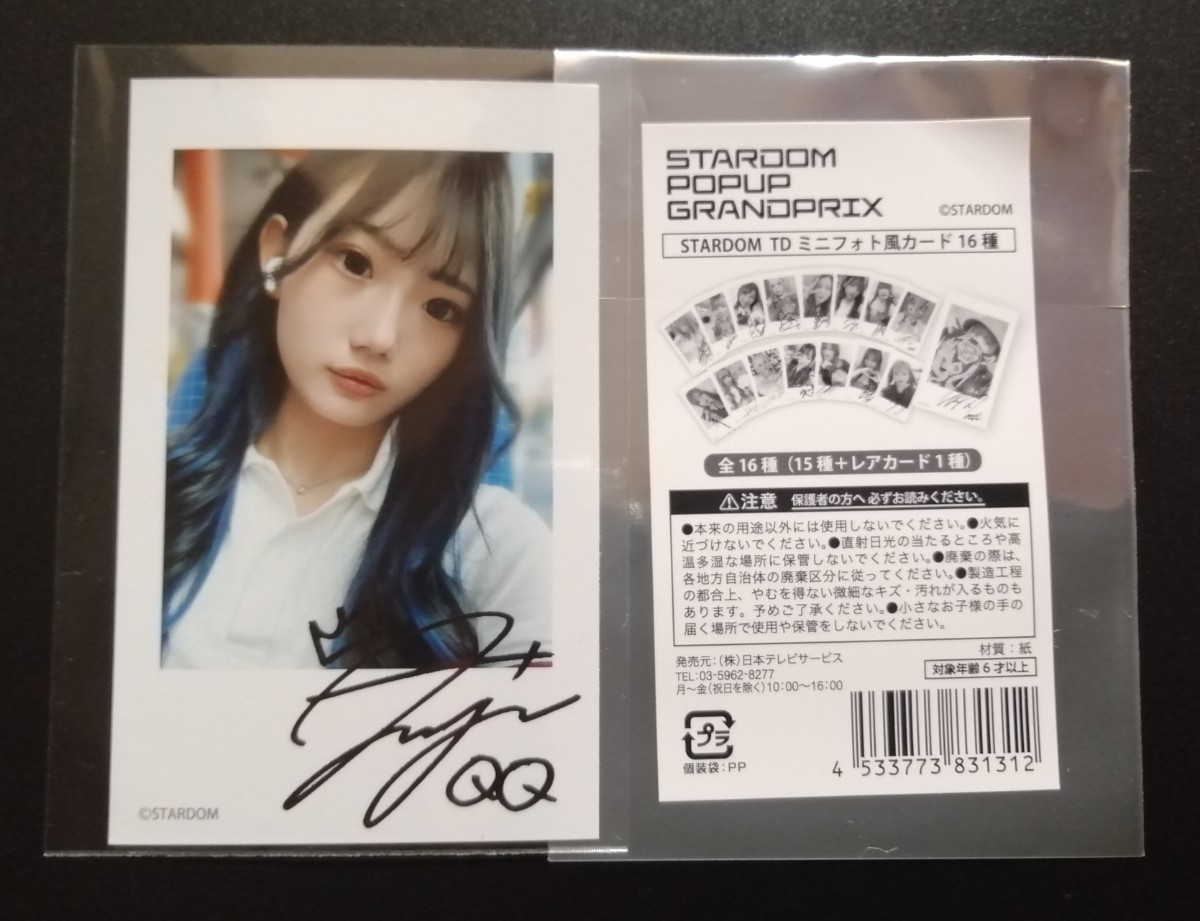 QQ
©STARDOM
STARDOM
POPUP
GRANDPRIX
©STARDOM
STARDOM TD ミニフォト風カード 16 種
全 16 種（15 種＋レアカード 1 種）
⚠注意 保護者の方へ 必ずお読みください。
●本来の用途以外には使用しないでください。●火気に
近づけないでください。●直射日光の当たるところや高
温多湿な場所に保管しないでください。●廃棄の際は、
各地方自治体の廃棄区分に従ってください。●製造工程
の都合上、やむを得ない微細なキズ・汚れが入るものも
あります。予めご了承ください。●小さなお子様の手の
届く場所で使用や保管をしないでください。
材質：紙
発売元：(株)日本テレビサービス
TEL:03-5962-8277
月～金(祝日を除く)10:00～16:00
対象年齢 6 才以上
プラ
個装袋：PP
4 533773 831312